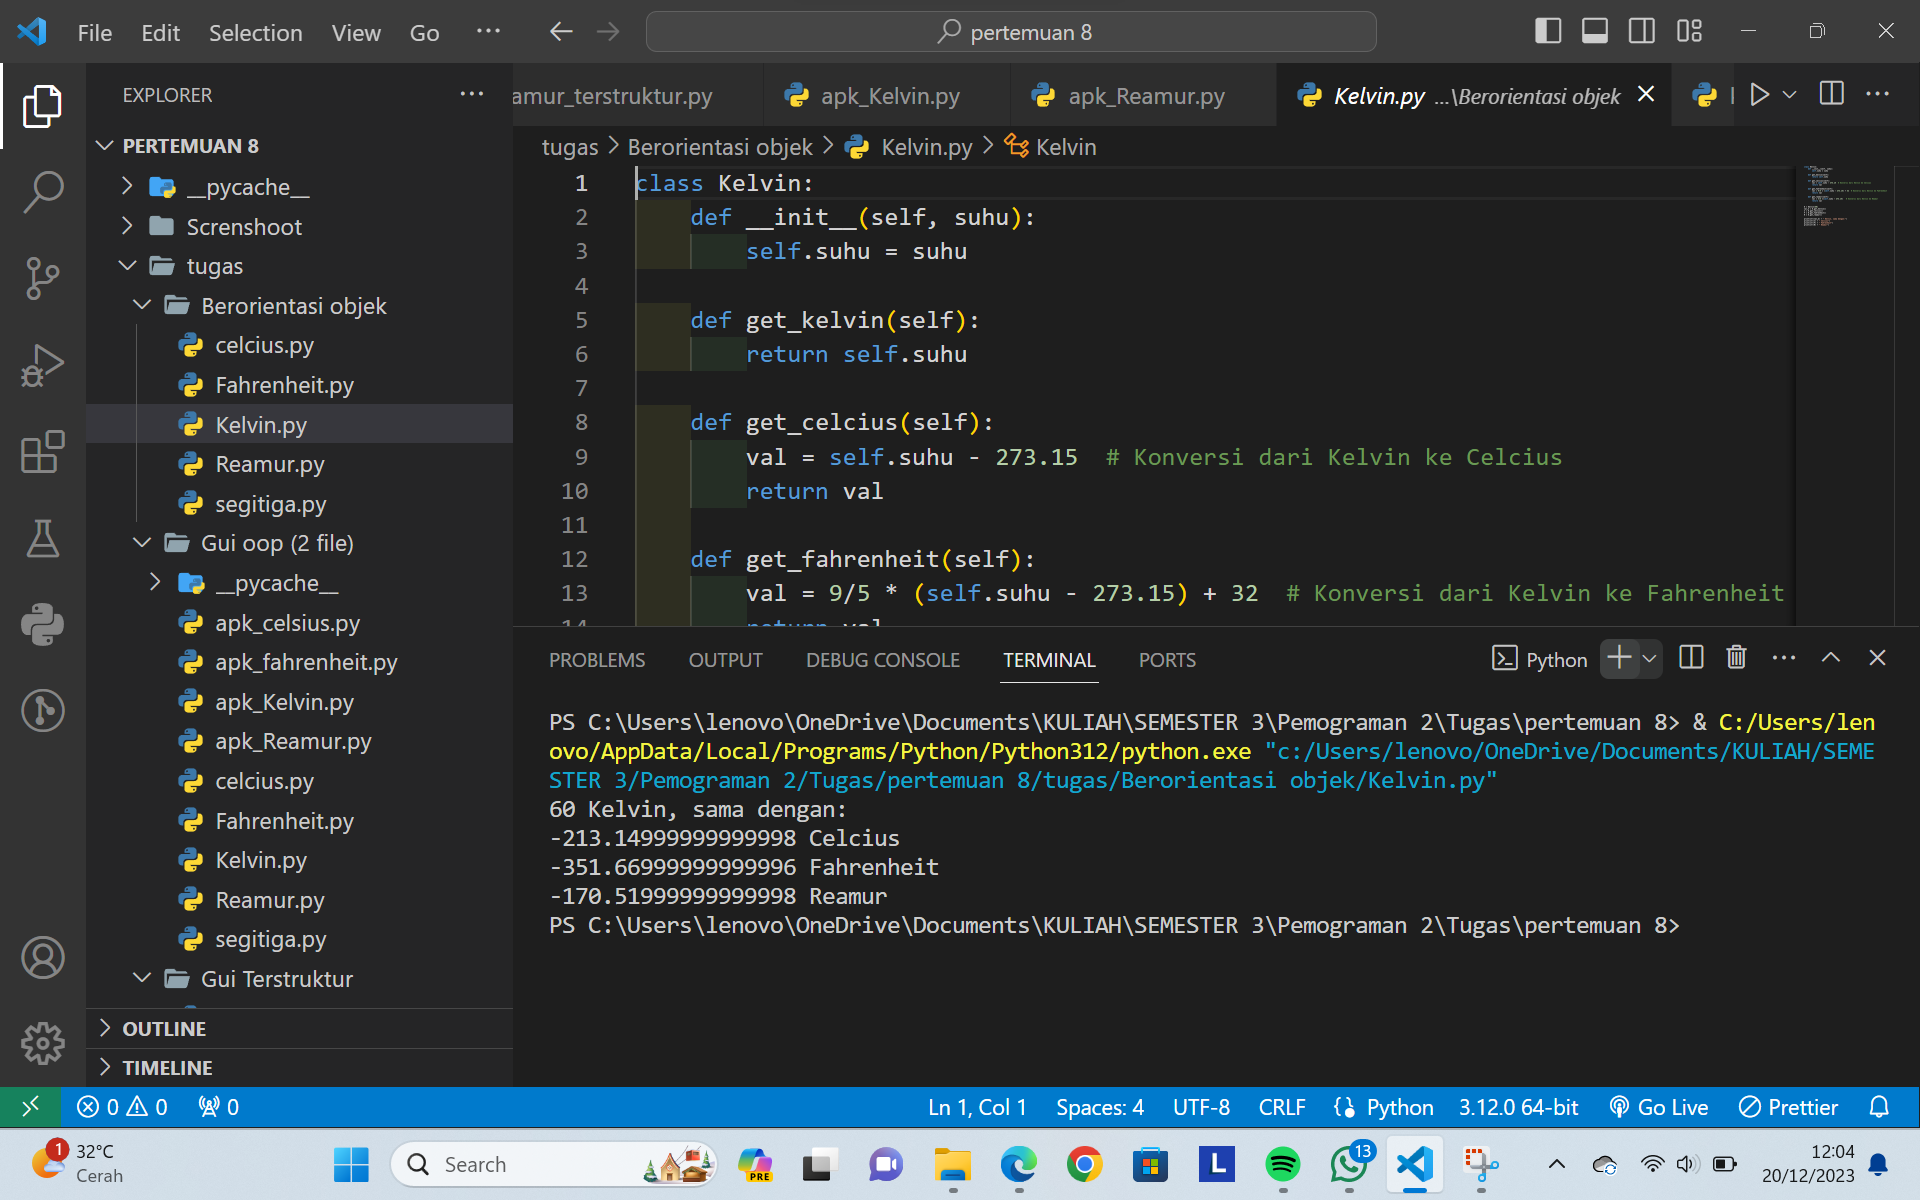 File Edit Selection View Go ··· pertemuan 8
EXPLORER ···
amur_terstruktur.py apk_Kelvin.py apk_Reamur.py Kelvin.py ...\Berorientasi objek
tugas > Berorientasi objek > Kelvin.py > Kelvin
PERTEMUAN 8
__pycache__
Screnshoot
tugas
Berorientasi objek
celcius.py
Fahrenheit.py
Kelvin.py
Reamur.py
segitiga.py
Gui oop (2 file)
__pycache__
apk_celsius.py
apk_fahrenheit.py
apk_Kelvin.py
apk_Reamur.py
celcius.py
Fahrenheit.py
Kelvin.py
Reamur.py
segitiga.py
Gui Terstruktur
OUTLINE
TIMELINE
1 class Kelvin:
2 def __init__(self, suhu):
3 self.suhu = suhu
4
5 def get_kelvin(self):
6 return self.suhu
7
8 def get_celcius(self):
9 val = self.suhu - 273.15 # Konversi dari Kelvin ke Celcius
10 return val
11
12 def get_fahrenheit(self):
13 val = 9/5 * (self.suhu - 273.15) + 32 # Konversi dari Kelvin ke Fahrenheit
14 return val
PROBLEMS OUTPUT DEBUG CONSOLE TERMINAL PORTS Python
PS C:\Users\lenovo\OneDrive\Documents\KULIAH\SEMESTER 3\Pemograman 2\Tugas\pertemuan 8> & C:/Users/len
ovo/AppData/Local/Programs/Python/Python312/python.exe "c:/Users/lenovo/OneDrive/Documents/KULIAH/SEME
STER 3/Pemograman 2/Tugas/pertemuan 8/tugas/Berorientasi objek/Kelvin.py"
60 Kelvin, sama dengan:
-213.14999999999998 Celcius
-351.66999999999996 Fahrenheit
-170.51999999999998 Reamur
PS C:\Users\lenovo\OneDrive\Documents\KULIAH\SEMESTER 3\Pemograman 2\Tugas\pertemuan 8>
0 0 0 Ln 1, Col 1 Spaces: 4 UTF-8 CRLF Python 3.12.0 64-bit Go Live Prettier
1 32°C
Cerah
Search
PRE
L
13
12:04
20/12/2023